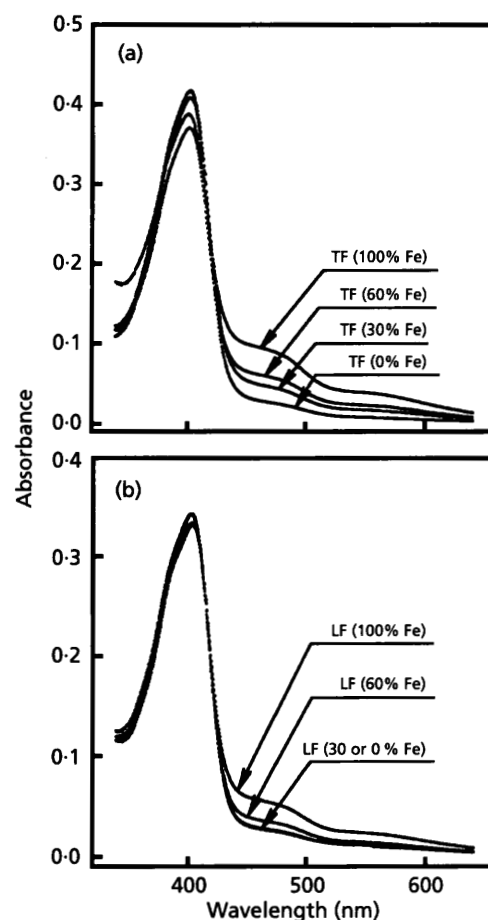 0·5
(a)
0·4
0·3
TF (100% Fe)
0·2
TF (60% Fe)
TF (30% Fe)
0·1
TF (0% Fe)
0·0
Absorbance
0·4
(b)
0·3
LF (100% Fe)
0·2
LF (60% Fe)
LF (30 or 0 % Fe)
0·1
0·0
400 500 600
Wavelength (nm)